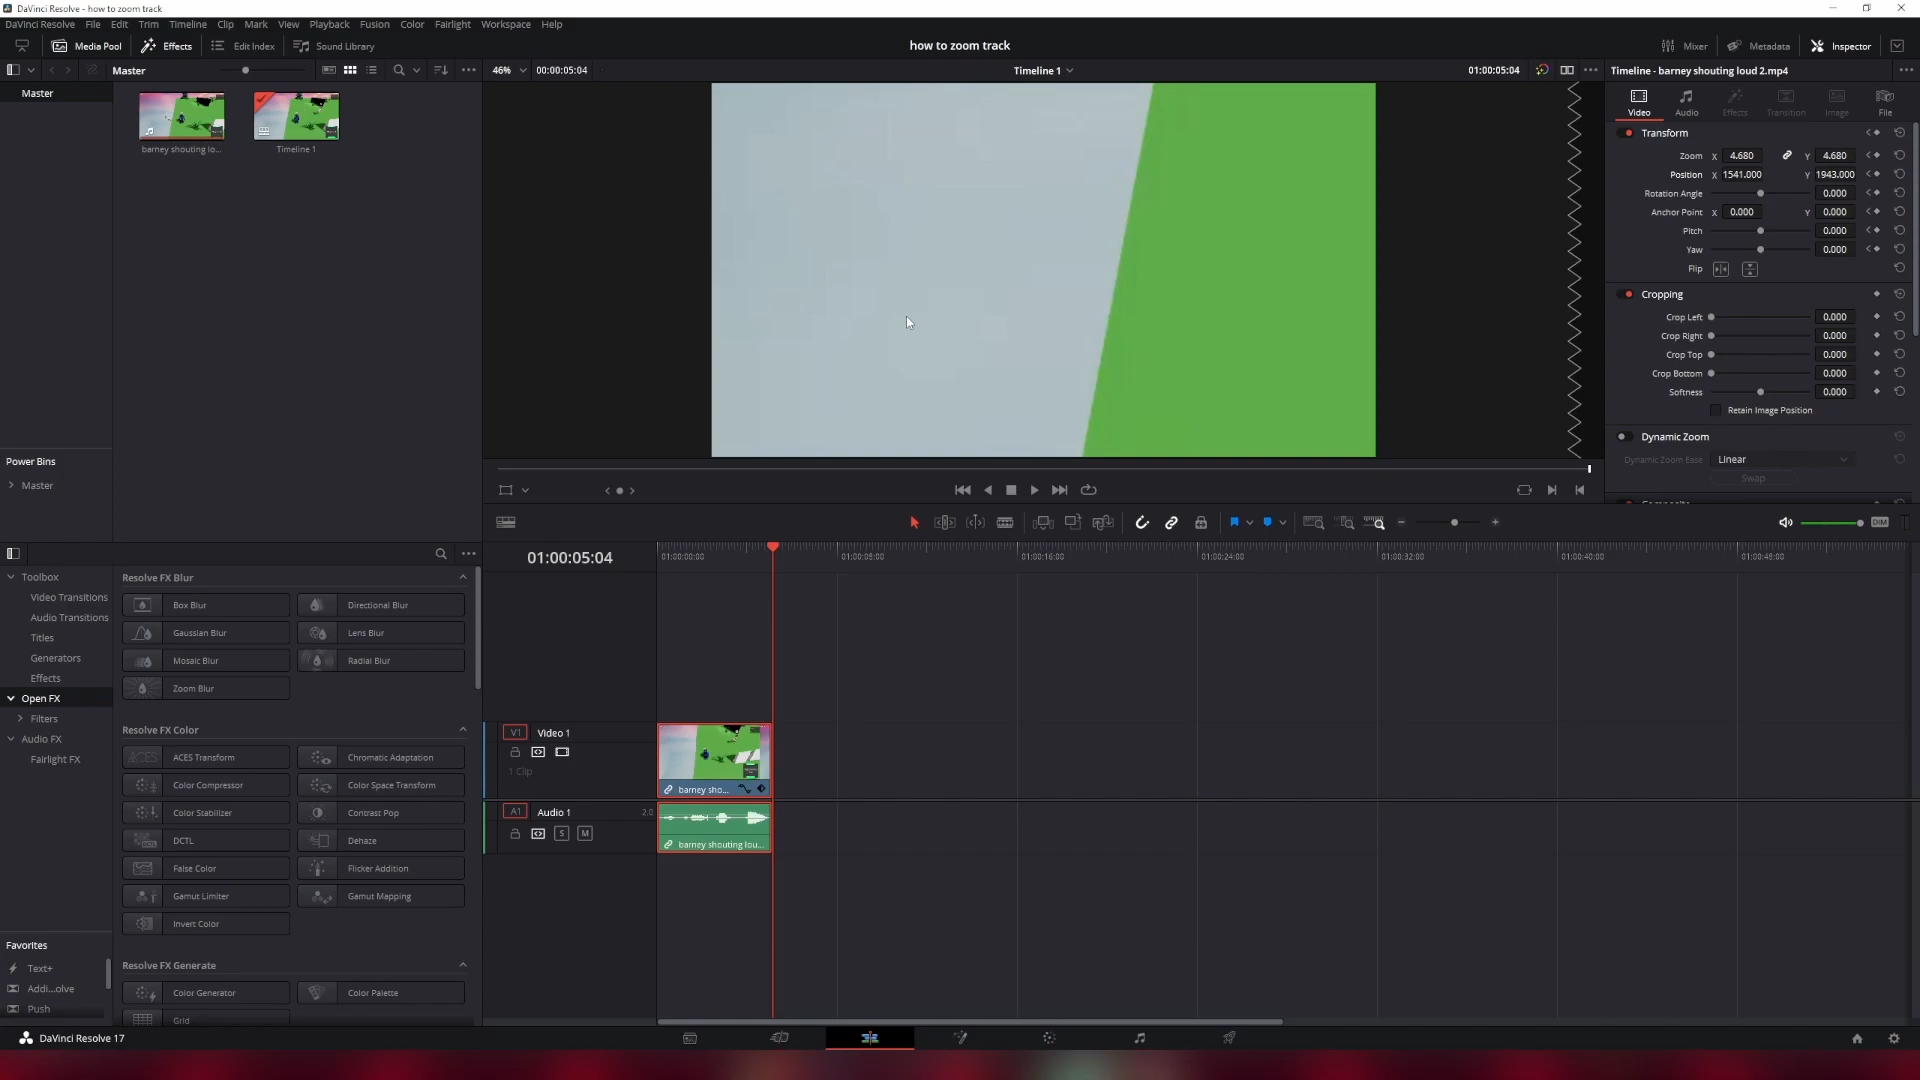 DaVinci Resolve - how to zoom track
DaVinci Resolve File Edit Trim Timeline Clip Mark View Playback Fusion Color Fairlight Workspace Help
Media Pool Effects Edit Index Sound Library how to zoom track Mixer Metadata Inspector
Master 46% 00:00:05:04 Timeline 1 01:00:05:04 Timeline - barney shouting loud 2.mp4
Master
barney shouting lo... Timeline 1
Video Audio Effects Transition Image File
Transform
Zoom X 4.680 Y 4.680
Position X 1541.000 Y 1943.000
Rotation Angle 0.000
Anchor Point X 0.000 Y 0.000
Pitch 0.000
Yaw 0.000
Flip
Cropping
Crop Left 0.000
Crop Right 0.000
Crop Top 0.000
Crop Bottom 0.000
Softness 0.000
Retain Image Position
Dynamic Zoom
Dynamic Zoom Ease Linear
Swap
Power Bins
Master
DIM
01:00:05:04
01:00:00:00 01:00:08:00 01:00:16:00 01:00:24:00 01:00:32:00 01:00:40:00 01:00:48:00
Toolbox
Video Transitions
Audio Transitions
Titles
Generators
Effects
Open FX
Filters
Audio FX
Fairlight FX
Favorites
Text+
Addi...olve
Push
Resolve FX Blur
Box Blur Directional Blur
Gaussian Blur Lens Blur
Mosaic Blur Radial Blur
Zoom Blur
Resolve FX Color
ACES ACES Transform Chromatic Adaptation
Color Compressor Color Space Transform
Color Stabilizer Contrast Pop
DCTL Dehaze
False Color Flicker Addition
Gamut Limiter Gamut Mapping
Invert Color
Resolve FX Generate
Color Generator Color Palette
Grid
V1 Video 1
1 Clip
barney sho...
A1 Audio 1 2.0
S M
barney shouting lou...
DaVinci Resolve 17